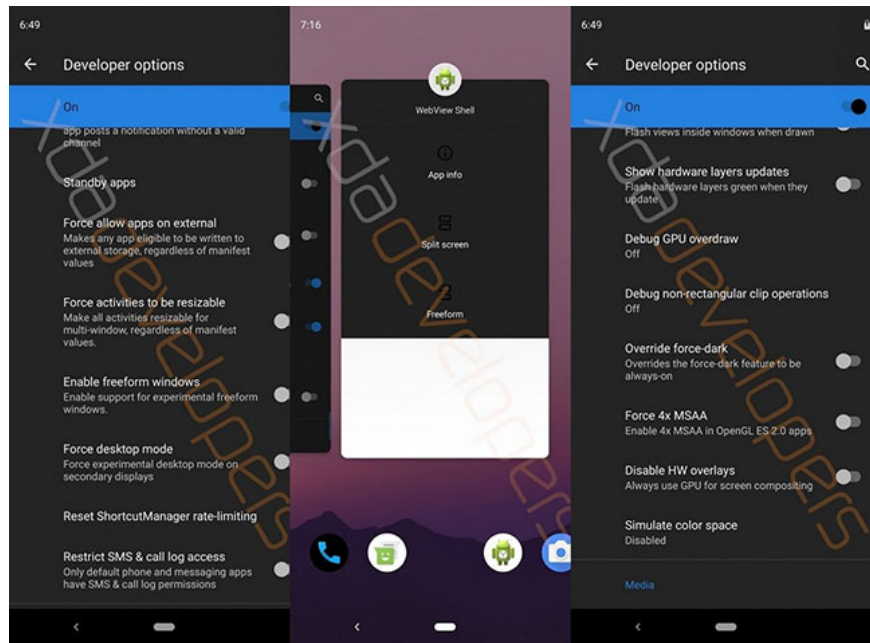 6:49
Developer options
On
app posts a notification without a valid
channel
Standby apps
Force allow apps on external
Makes any app eligible to be written to
external storage, regardless of manifest
values
Force activities to be resizable
Make all activities resizable for
multi-window, regardless of manifest
values.
Enable freeform windows
Enable support for experimental freeform
windows.
Force desktop mode
Force experimental desktop mode on
secondary displays
Reset ShortcutManager rate-limiting
Restrict SMS & call log access
Only default phone and messaging apps
have SMS & call log permissions
xdadevelopers
7:16
WebView Shell
App info
Split screen
Freeform
xdadevelopers
6:49
Developer options
On
Flash views inside windows when drawn
Show hardware layers updates
Flash hardware layers green when they
update
Debug GPU overdraw
Off
Debug non-rectangular clip operations
Off
Override force-dark
Overrides the force-dark feature to be
always-on
Force 4x MSAA
Enable 4x MSAA in OpenGL ES 2.0 apps
Disable HW overlays
Always use GPU for screen compositing
Simulate color space
Disabled
Media
xdadevelopers